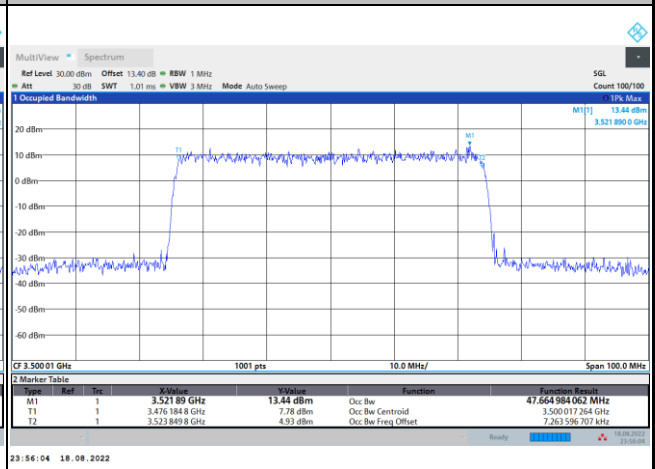 MultiView Spectrum
Ref Level 30.00 dBm Offset 13.40 dB RBW 1 MHz SGL
Att 30 dB SWT 1.01 ms VBW 3 MHz Mode Auto Sweep Count 100/100
1 Occupied Bandwidth 1Pk Max
M1[1] 13.44 dBm
3.521 890 0 GHz
M1
20 dBm
T1
10 dBm
T2
0 dBm
-10 dBm
-20 dBm
-30 dBm
-40 dBm
-50 dBm
-60 dBm
CF 3.500 01 GHz 1001 pts 10.0 MHz/ Span 100.0 MHz
2 Marker Table
Type Ref Trc X-Value Y-Value Function Function Result
M1 1 3.521 89 GHz 13.44 dBm Occ Bw 47.664 984 062 MHz
T1 1 3.476 184 8 GHz 7.78 dBm Occ Bw Centroid 3.500 017 264 GHz
T2 1 3.523 849 8 GHz 4.93 dBm Occ Bw Freq Offset 7.263 596 707 kHz
Ready 18.08.2022
23:56:04
23:56:04 18.08.2022